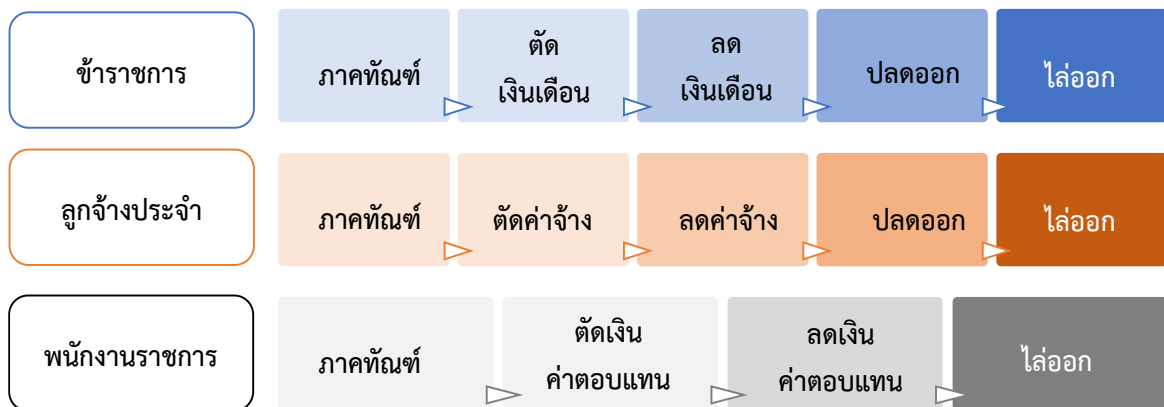 ข้าราชการ
ภาคทัณฑ์
ตัด
เงินเดือน
ลด
เงินเดือน
ปลดออก
ไล่ออก
ลูกจ้างประจำ
ภาคทัณฑ์
ตัดค่าจ้าง
ลดค่าจ้าง
ปลดออก
ไล่ออก
พนักงานราชการ
ภาคทัณฑ์
ตัดเงิน
ค่าตอบแทน
ลดเงิน
ค่าตอบแทน
ไล่ออก